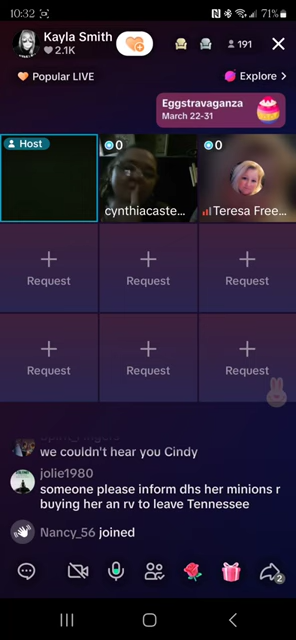 10:32
71%
Kayla Smith
2.1K
191
Popular LIVE
Explore >
Eggstravaganza
March 22-31
Host
0
0
cynthiacaste...
Teresa Free...
Request
Request
Request
Request
Request
Request
we couldn't hear you Cindy
jolie1980
someone please inform dhs her minions r
buying her an rv to leave Tennessee
Nancy_56 joined
2